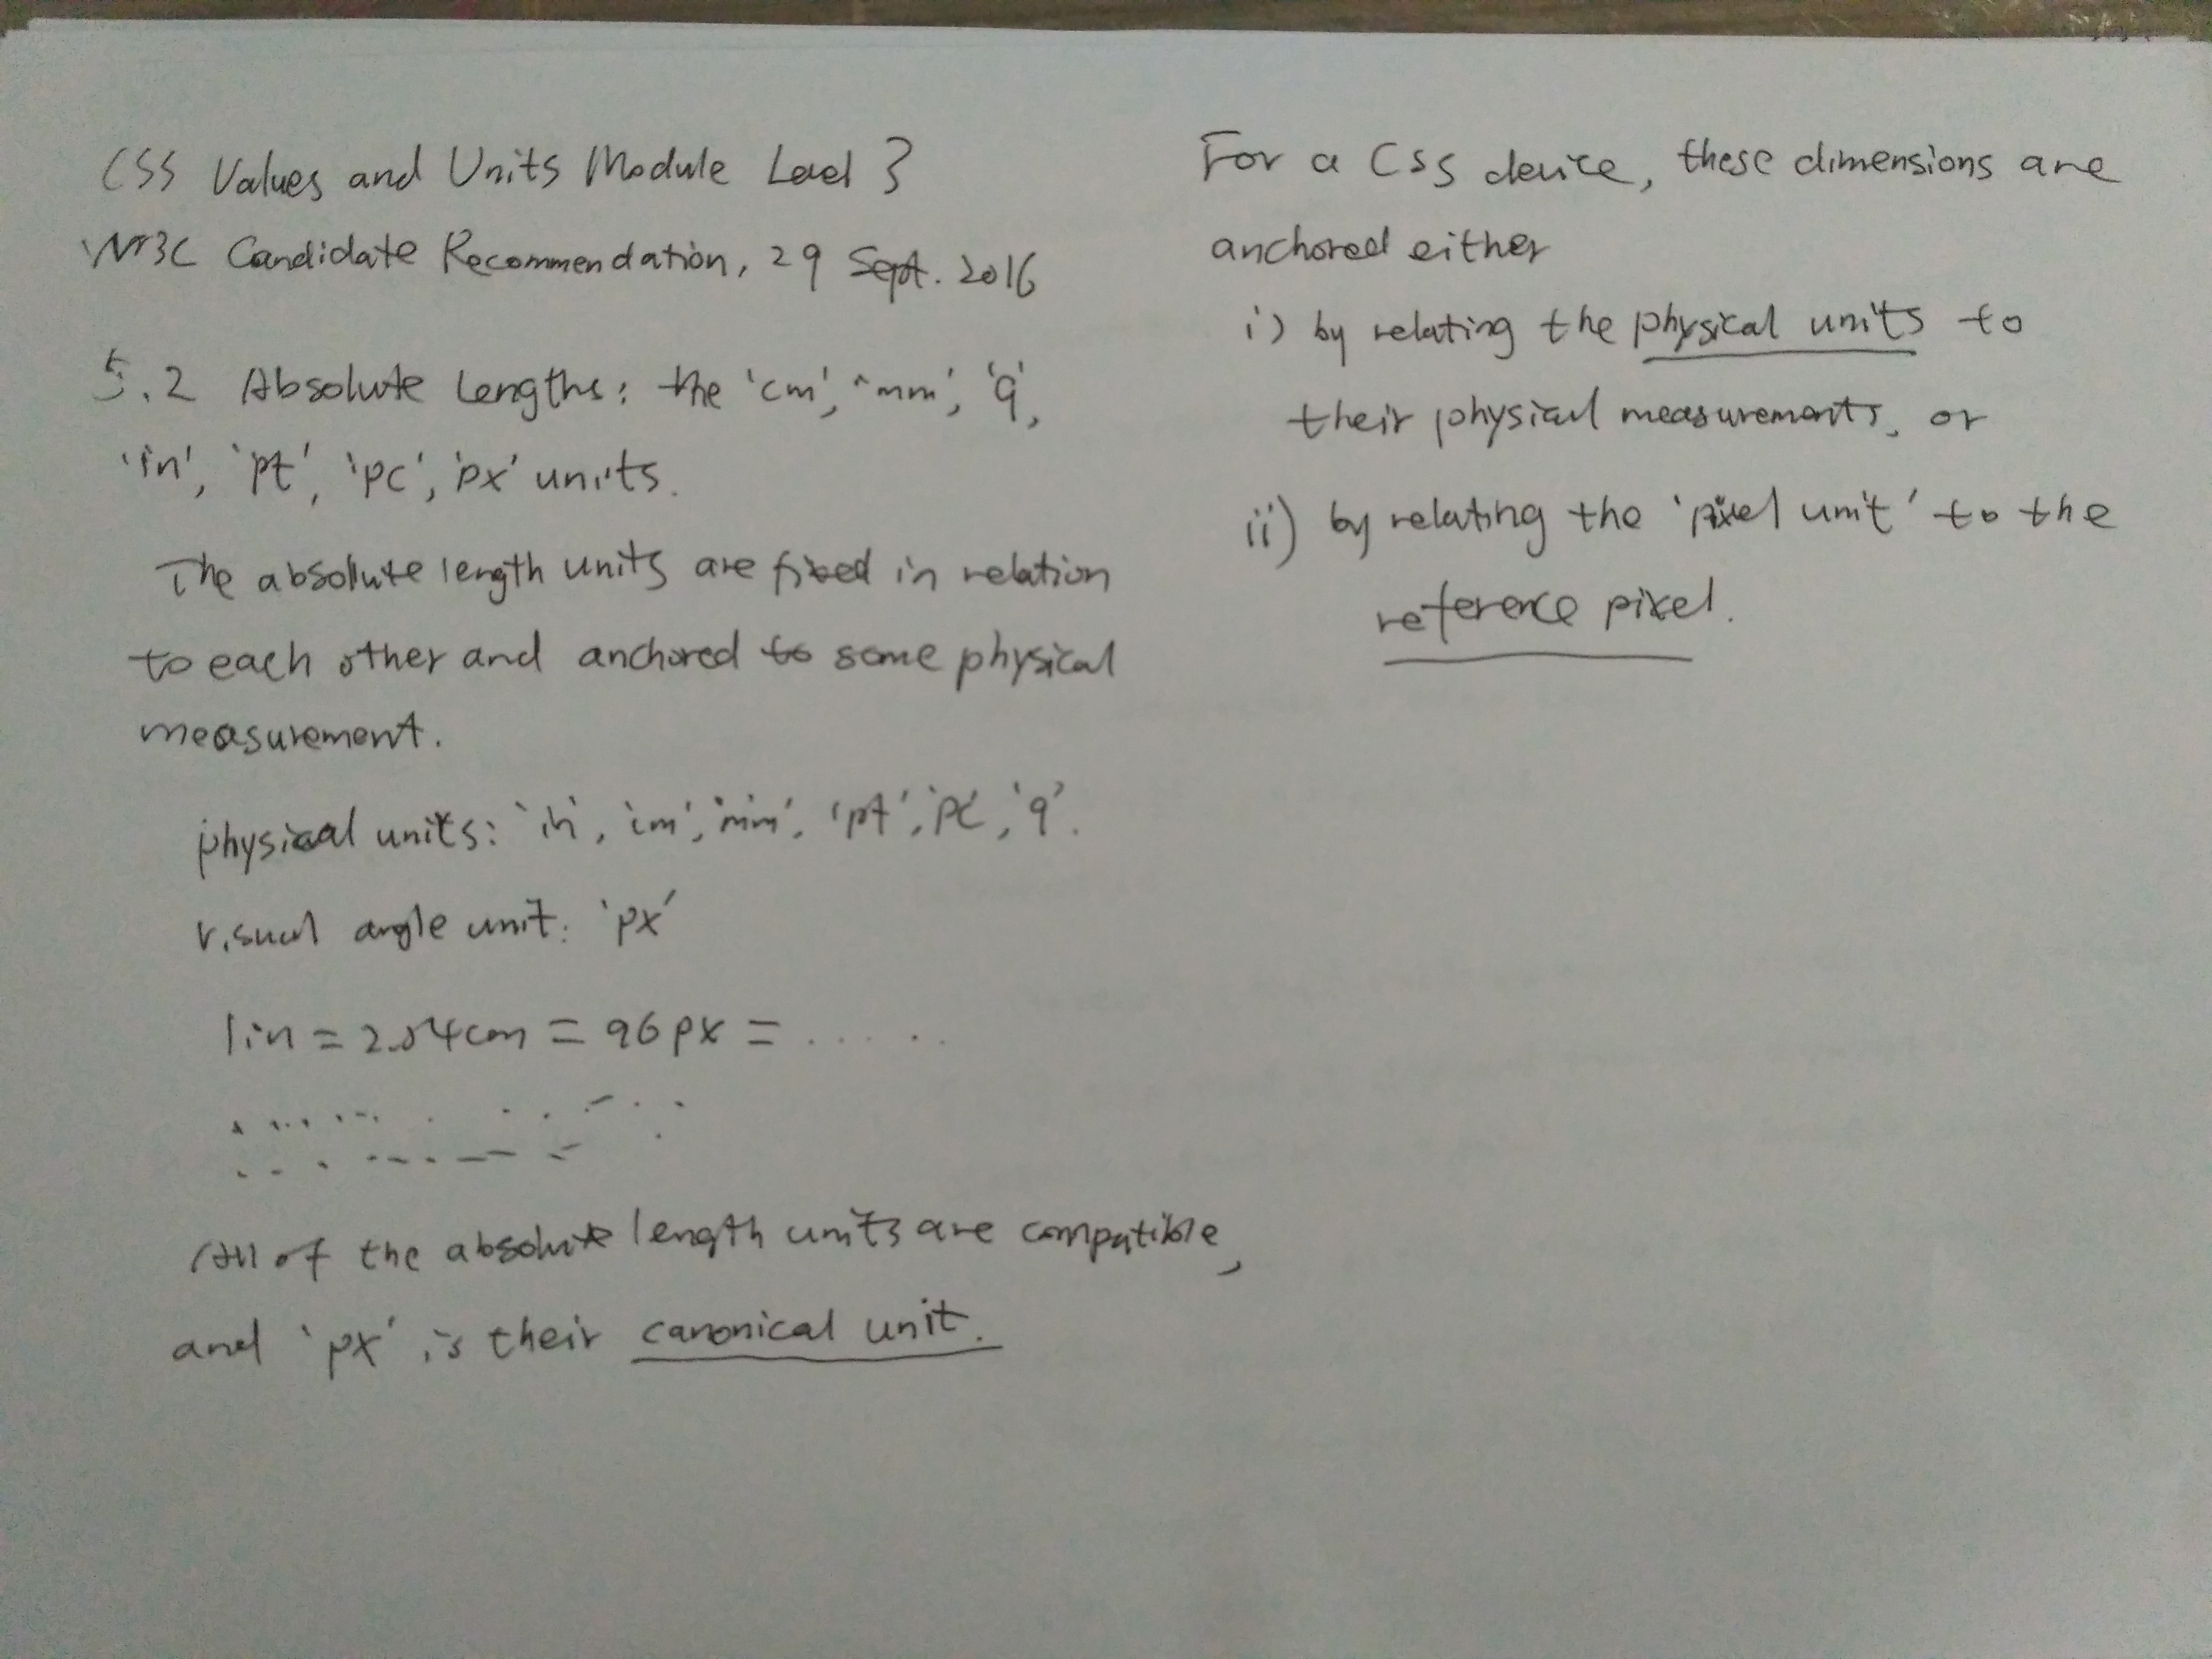 CSS Values and Units Module Level 3
W3C Candidate Recommendation, 29 Sept. 2016
5.2 Absolute Lengths: the 'cm', 'mm', 'q',
'in', 'pt', 'pc', 'px' units.
The absolute length units are fixed in relation
to each other and anchored to some physical
measurement.
physical units: 'in', 'cm', 'mm', 'pt', 'pc', 'q'.
visual angle unit: 'px'
1in = 2.54cm = 96px = ......
All of the absolute length units are compatible,
and 'px' is their canonical unit.
For a CSS device, these dimensions are
anchored either
i) by relating the physical units to
their physical measurements, or
ii) by relating the 'pixel unit' to the
reference pixel.